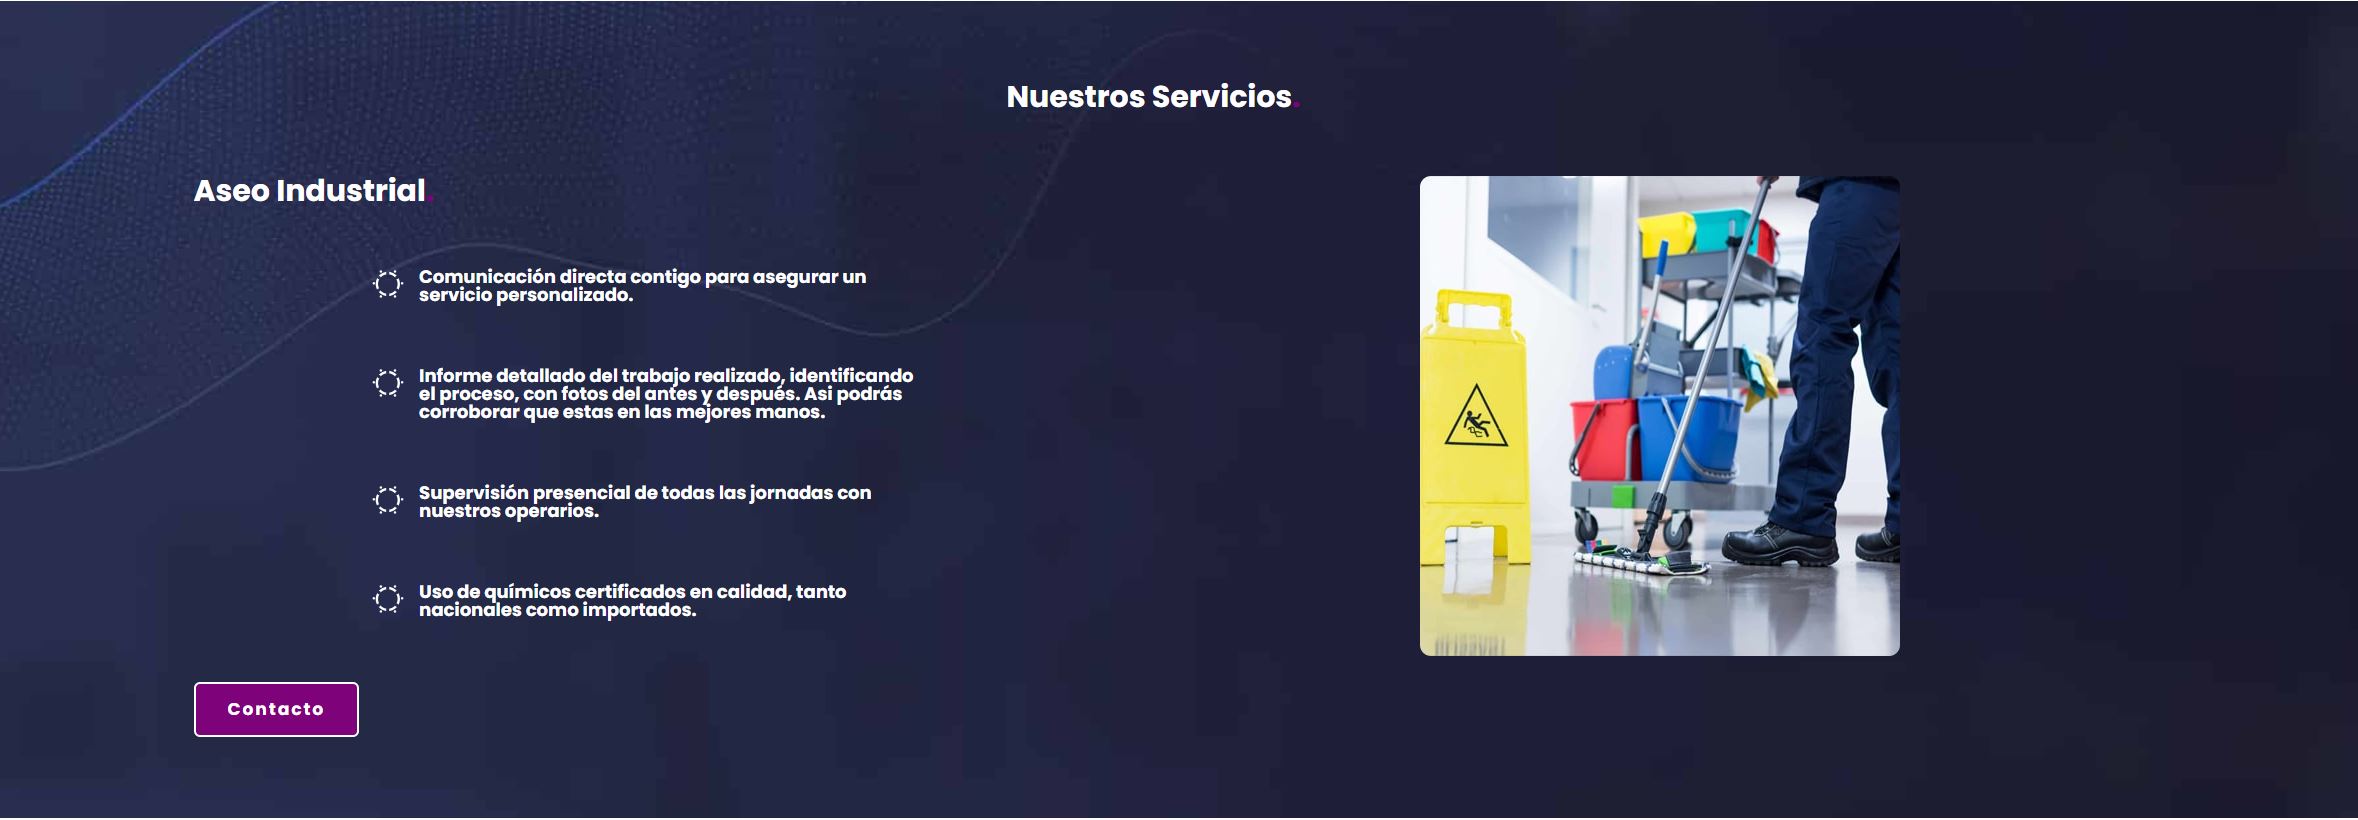 Nuestros Servicios.
Aseo Industrial.
Comunicación directa contigo para asegurar un
servicio personalizado.
Informe detallado del trabajo realizado, identificando
el proceso, con fotos del antes y después. Asi podrás
corroborar que estas en las mejores manos.
Supervisión presencial de todas las jornadas con
nuestros operarios.
Uso de químicos certificados en calidad, tanto
nacionales como importados.
Contacto